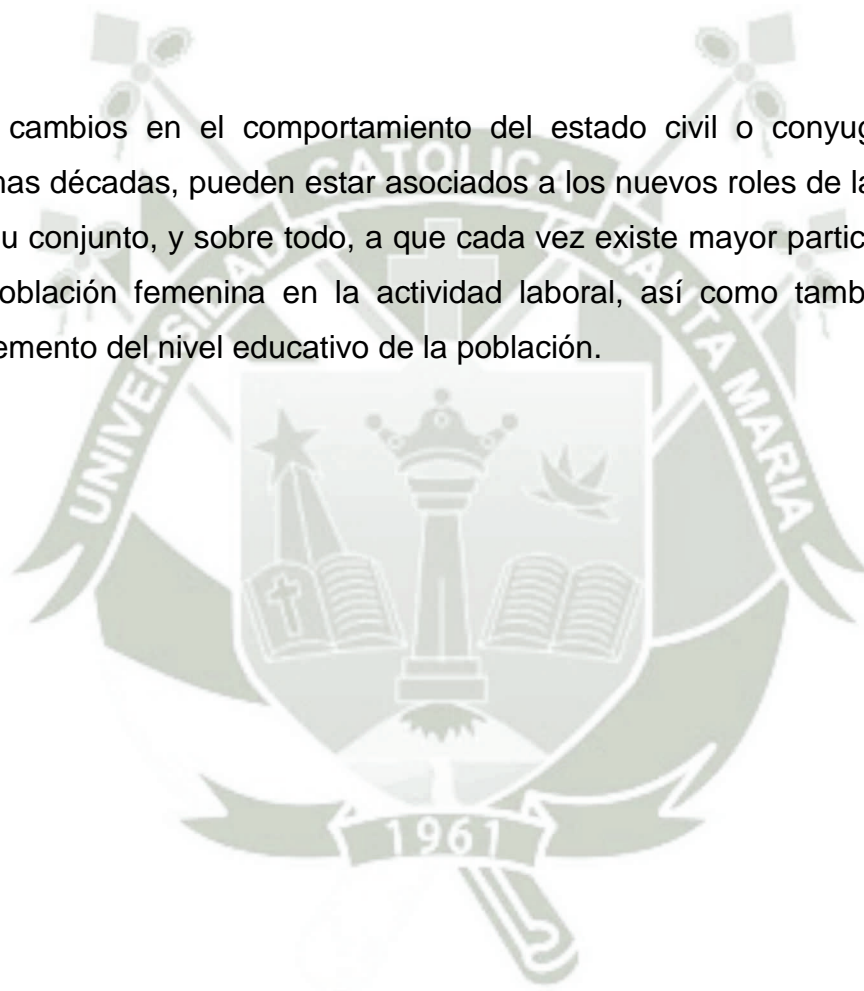 cambios en el comportamiento del estado civil o conyug
mas décadas, pueden estar asociados a los nuevos roles de la
u conjunto, y sobre todo, a que cada vez existe mayor partic
oblación femenina en la actividad laboral, así como tamb
emento del nivel educativo de la población.
UNIVERSIDAD CATOLICA SANTA MARIA
1961